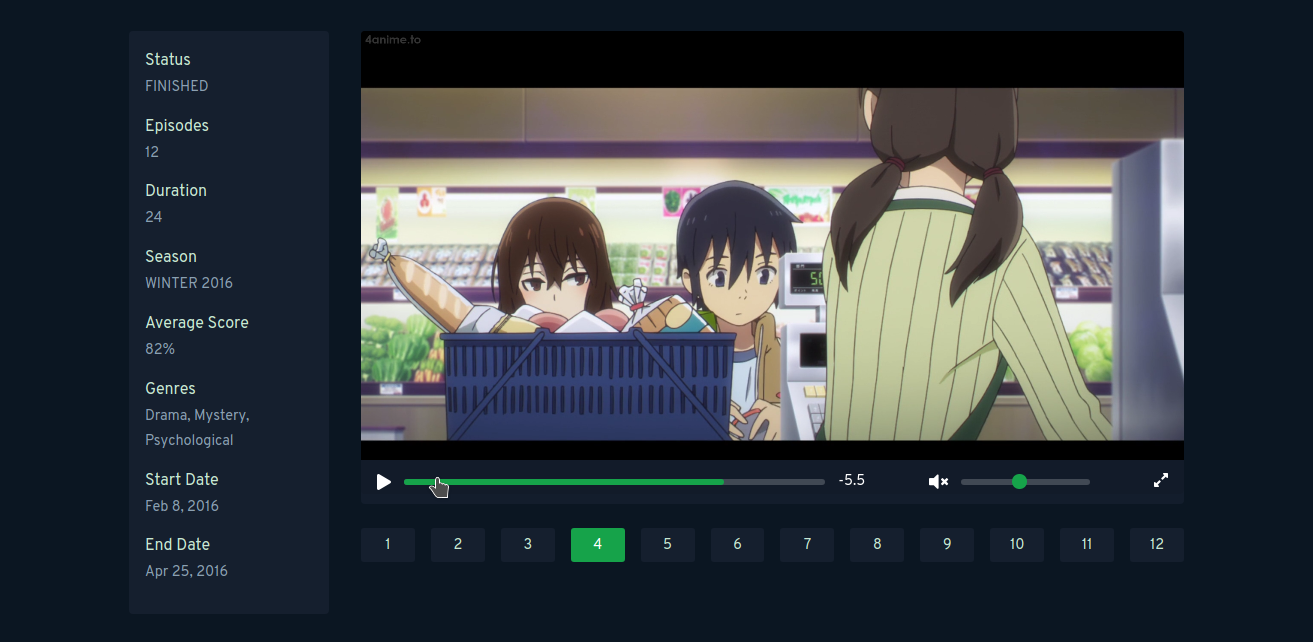 Status
FINISHED
Episodes
12
Duration
24
Season
WINTER 2016
Average Score
82%
Genres
Drama, Mystery,
Psychological
Start Date
Feb 8, 2016
End Date
Apr 25, 2016
4anime.to
-5.5
1 2 3 4 5 6 7 8 9 10 11 12